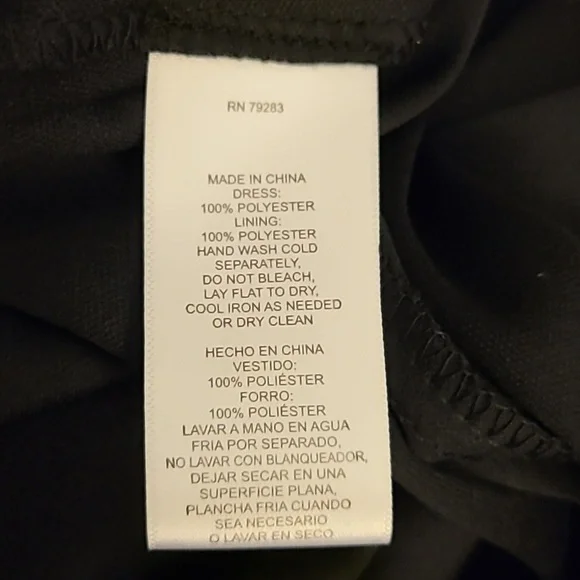 RN 79283
MADE IN CHINA
DRESS:
100% POLYESTER
LINING:
100% POLYESTER
HAND WASH COLD
SEPARATELY,
DO NOT BLEACH,
LAY FLAT TO DRY,
COOL IRON AS NEEDED
OR DRY CLEAN
HECHO EN CHINA
VESTIDO:
100% POLIÉSTER
FORRO:
100% POLIÉSTER
LAVAR A MANO EN AGUA
FRIA POR SEPARADO,
NO LAVAR CON BLANQUEADOR,
DEJAR SECAR EN UNA
SUPERFICIE PLANA,
PLANCHA FRIA CUANDO
SEA NECESARIO
O LAVAR EN SECO